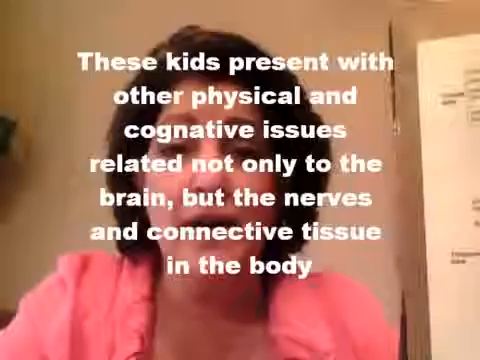 These kids present with
other physical and
cognative issues
related not only to the
brain, but the nerves
and connective tissue
in the body